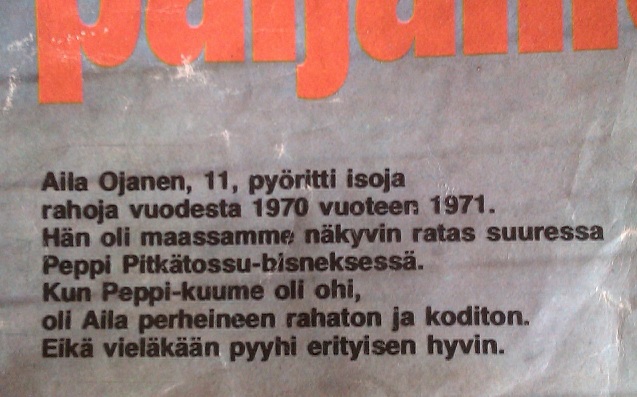 Aila Ojanen, 11, pyöritti isoja
rahoja vuodesta 1970 vuoteen 1971.
Hän oli maassamme näkyvin ratas suuressa
Peppi Pitkätossu-bisneksessä.
Kun Peppi-kuume oli ohi,
oli Aila perheineen rahaton ja koditon.
Eikä vieläkään pyyhi erityisen hyvin.